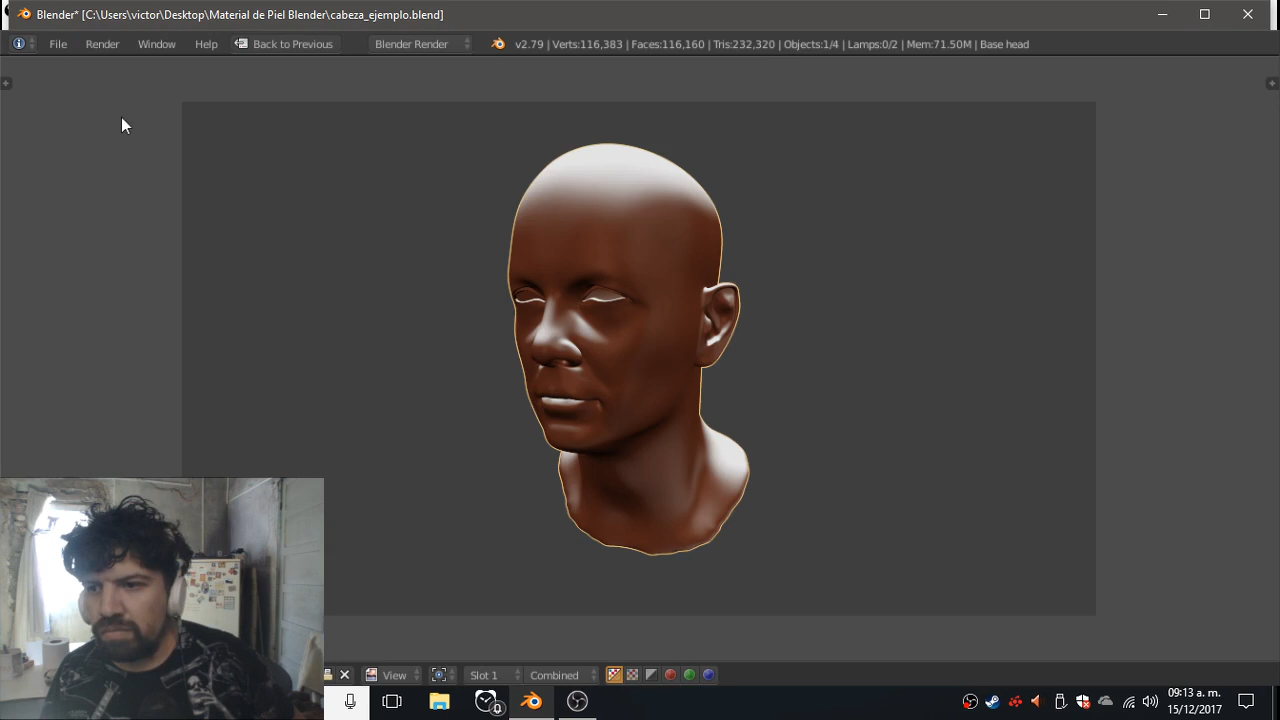 Blender* [C:\Users\victor\Desktop\Material de Piel Blender\cabeza_ejemplo.blend]
File Render Window Help Back to Previous Blender Render v2.79 | Verts:116,383 | Faces:116,160 | Tris:232,320 | Objects:1/4 | Lamps:0/2 | Mem:71.50M | Base head
View Slot 1 Combined
09:13 a. m.
15/12/2017